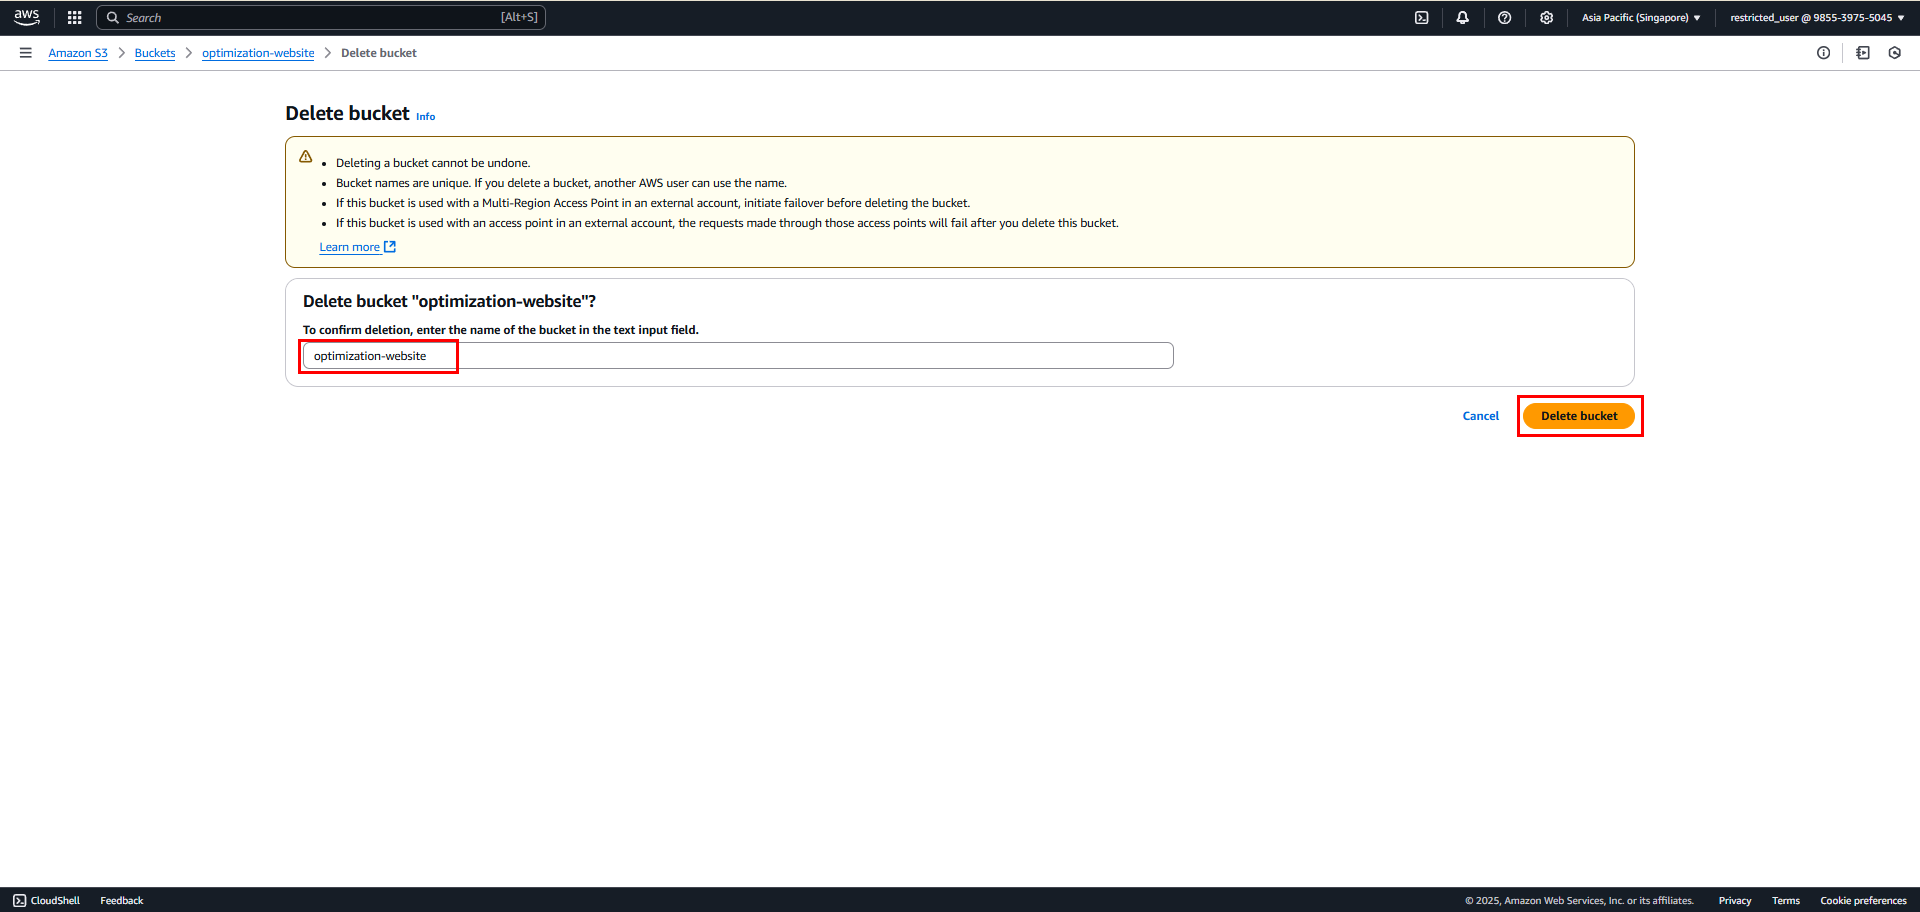 aws
Search
[Alt+S]
Asia Pacific (Singapore)
restricted_user @ 9855-3975-5045
Amazon S3
Buckets
optimization-website
Delete bucket
Delete bucket Info
Deleting a bucket cannot be undone.
Bucket names are unique. If you delete a bucket, another AWS user can use the name.
If this bucket is used with a Multi-Region Access Point in an external account, initiate failover before deleting the bucket.
If this bucket is used with an access point in an external account, the requests made through those access points will fail after you delete this bucket.
Learn more
Delete bucket "optimization-website"?
To confirm deletion, enter the name of the bucket in the text input field.
optimization-website
Cancel
Delete bucket
CloudShell
Feedback
© 2025, Amazon Web Services, Inc. or its affiliates.
Privacy
Terms
Cookie preferences